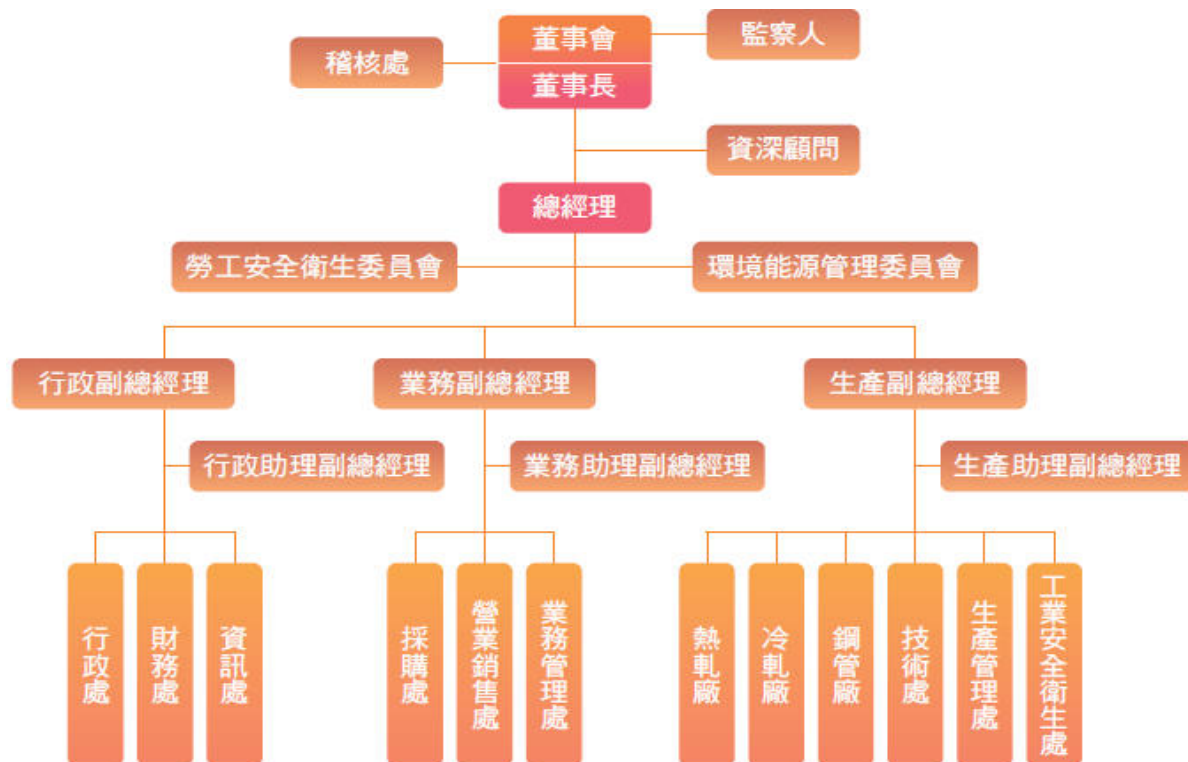 董事會
監察人
稽核處
董事長
資深顧問
總經理
勞工安全衛生委員會
環境能源管理委員會
行政副總經理
業務副總經理
生產副總經理
行政助理副總經理
業務助理副總經理
生產助理副總經理
行政處
財務處
資訊處
採購處
營業銷售處
業務管理處
熱軋廠
冷軋廠
鋼管廠
技術處
生產管理處
工業安全衛生處